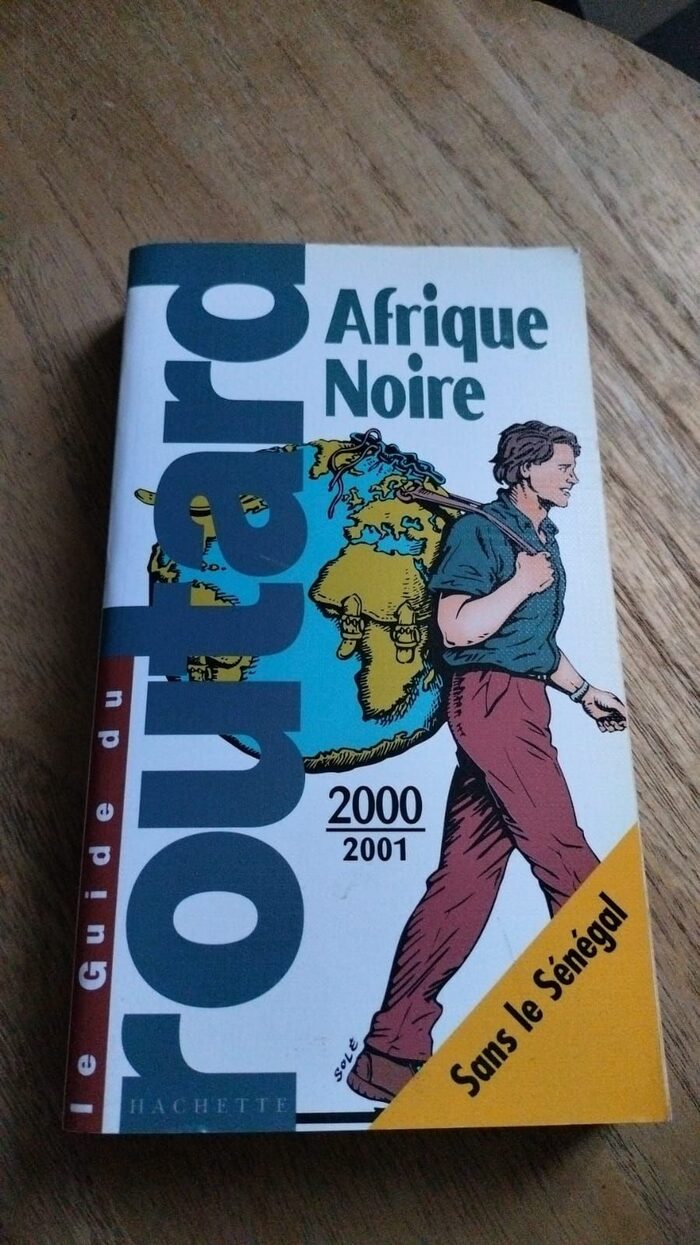 le Guide du
routard
Afrique
Noire
2000
2001
Sans le Sénégal
SOLÉ
HACHETTE